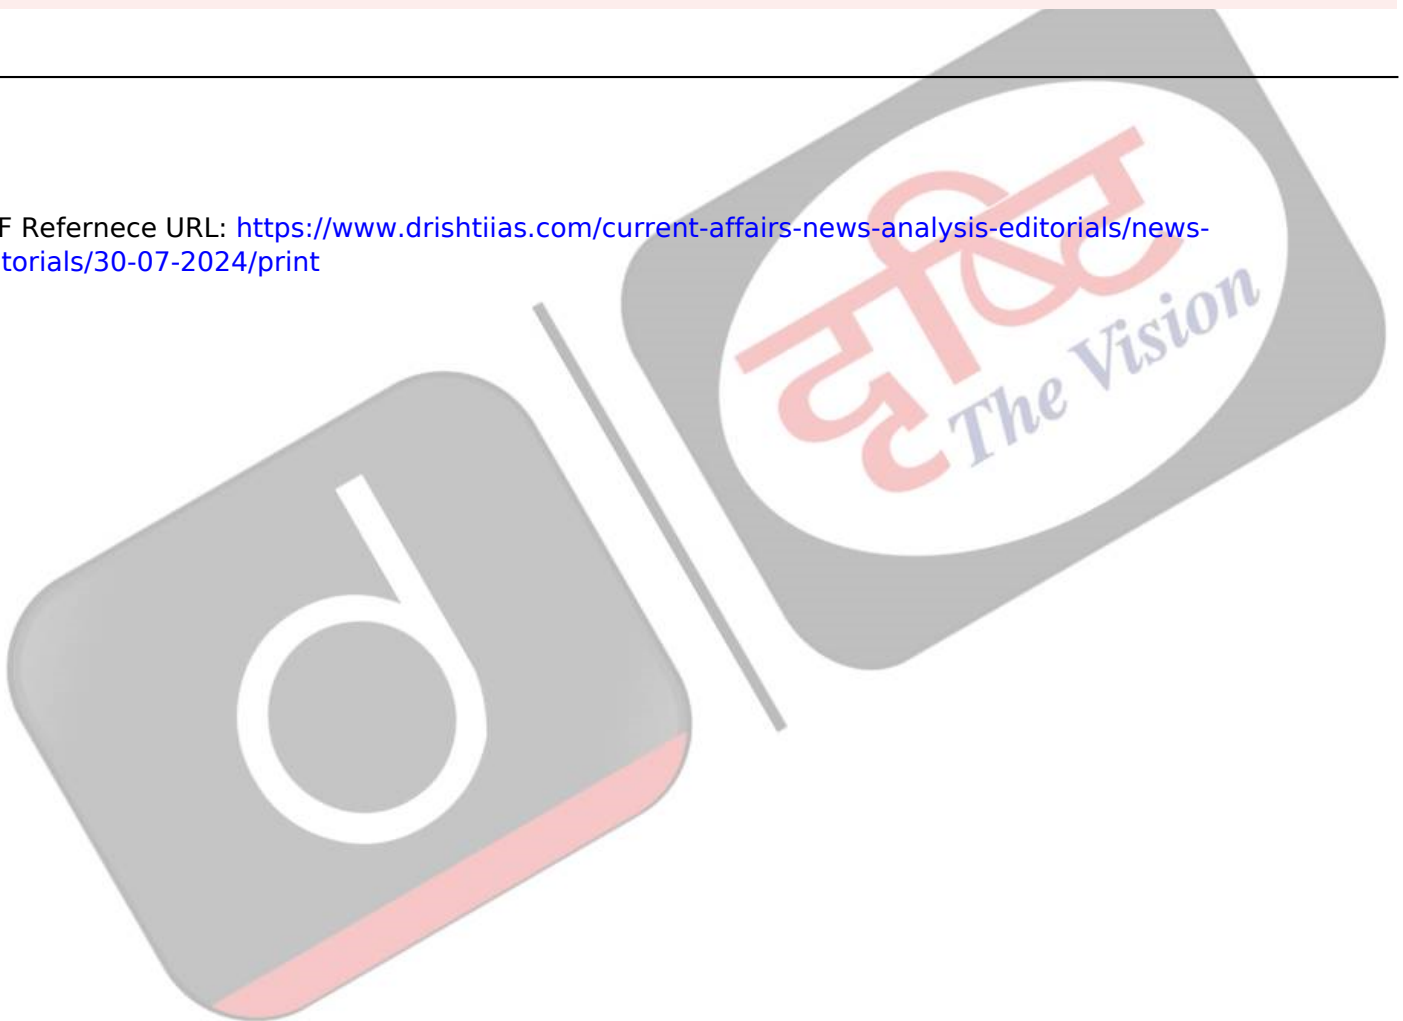 F Refernece URL: https://www.drishtiias.com/current-affairs-news-analysis-editorials/news-
torials/30-07-2024/print
दृष्टि
The Vision
d